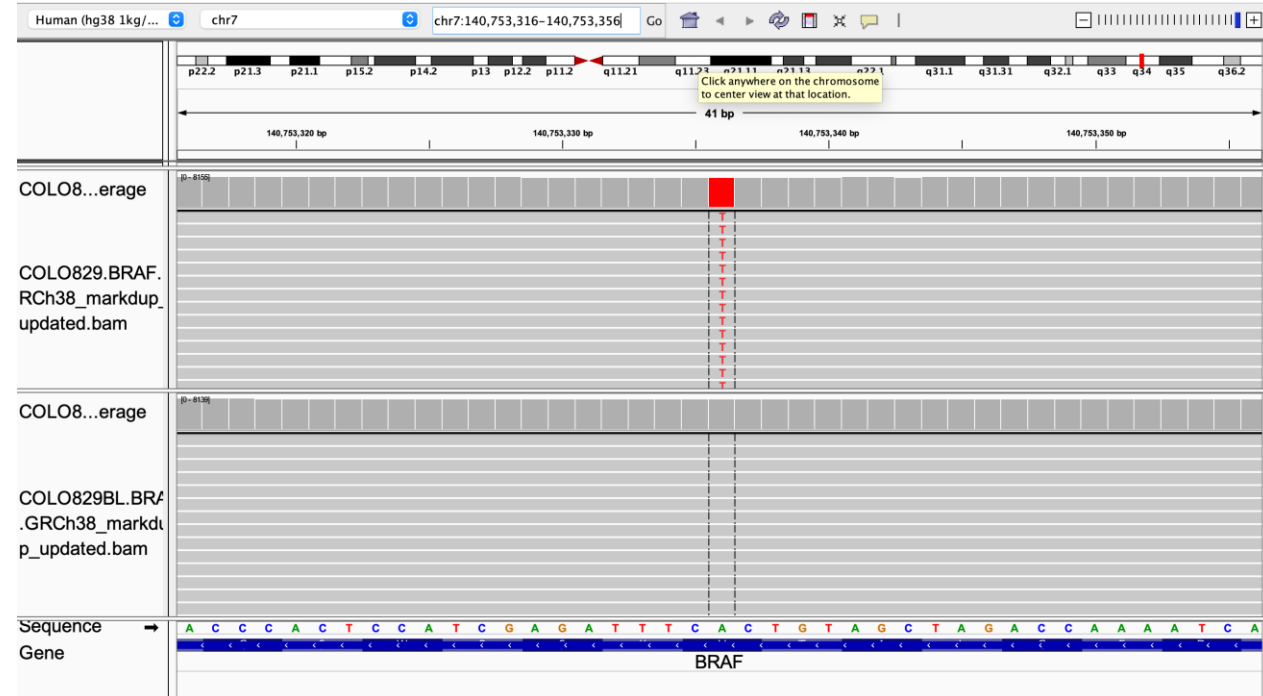 Human (hg38 1kg/... chr7 chr7:140,753,316-140,753,356 Go
p22.2 p21.3 p21.1 p15.2 p14.2 p13 p12.2 p11.2 q11.21 q11.23 q21.11 q21.13 q22.1 q31.1 q31.31 q32.1 q33 q34 q35 q36.2
Click anywhere on the chromosome
to center view at that location.
41 bp
140,753,320 bp 140,753,330 bp 140,753,340 bp 140,753,350 bp
COLO8...erage
[0 - 8155]
T
T
T
T
T
T
T
T
T
T
T
T
T
T
COLO829.BRAF.
RCh38_markdup_
updated.bam
COLO8...erage
[0 - 8139]
COLO829BL.BRA
.GRCh38_markdu
p_updated.bam
Sequence A C C C A C T C C A T C G A G A T T T C A C T G T A G C T A G A C C A A A A T C A
Gene
BRAF